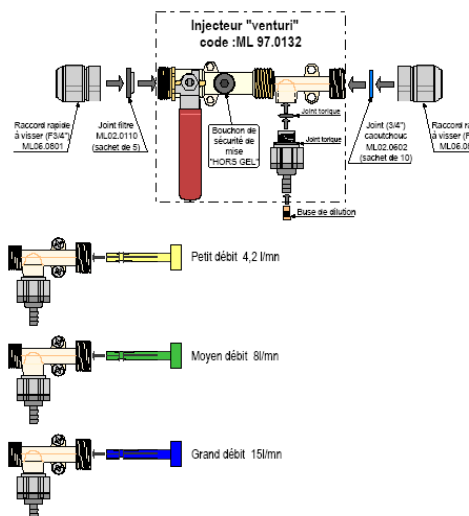 Injecteur "venturi"
code :ML 97.0132
Raccord rapide
à visser (F3/4")
ML06.0801
Joint filtre
ML02.0110
(sachet de 5)
Bouchon de
sécurité de
mise
"HORS GEL"
Joint torique
Joint torique
Buse de dilution
Joint (3/4")
caoutchouc
ML02.0602
(sachet de 10)
Raccord ra
à visser (F
ML06.08
Petit débit 4,2 l/mn
Moyen débit 8l/mn
Grand débit 15l/mn